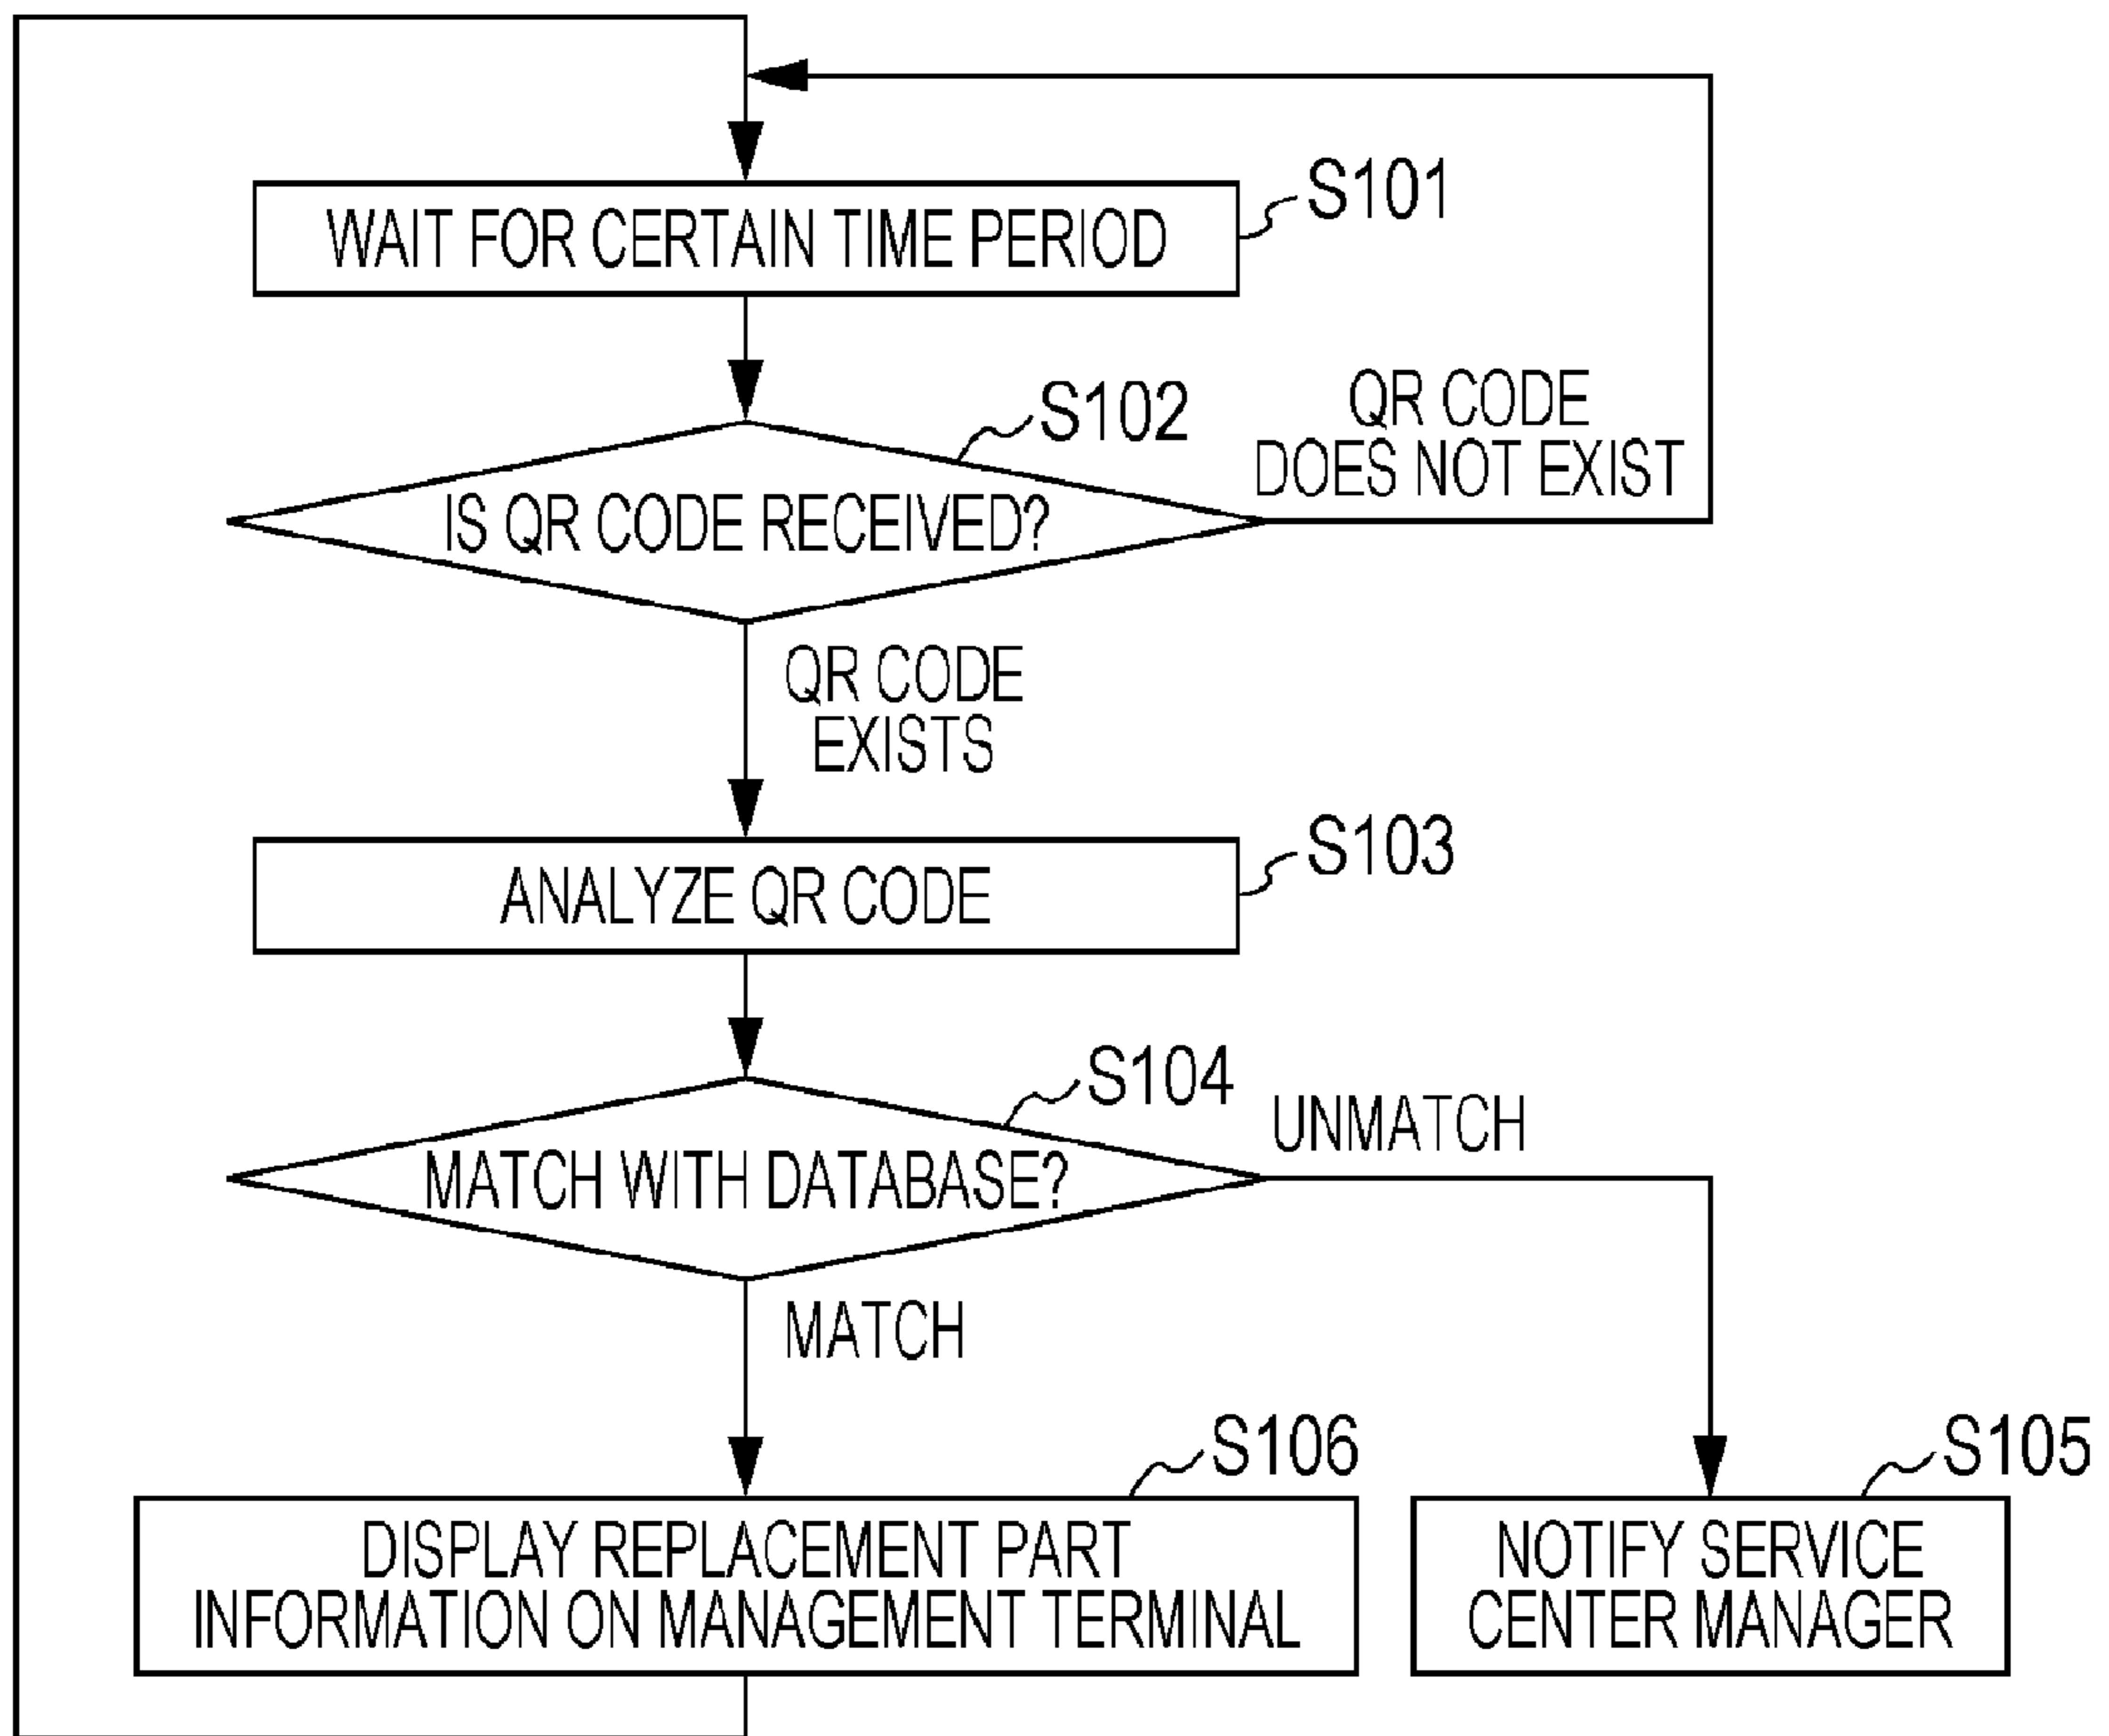 S101
WAIT FOR CERTAIN TIME PERIOD
S102
QR CODE
DOES NOT EXIST
IS QR CODE RECEIVED?
QR CODE
EXISTS
S103
ANALYZE QR CODE
S104
UNMATCH
MATCH WITH DATABASE?
MATCH
S106
S105
DISPLAY REPLACEMENT PART
INFORMATION ON MANAGEMENT TERMINAL
NOTIFY SERVICE
CENTER MANAGER